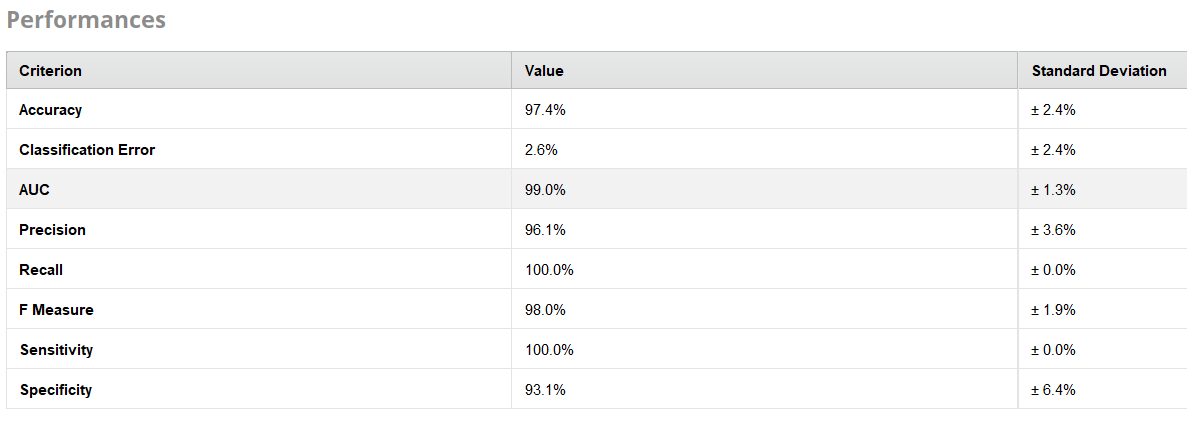 Performances
Criterion Value Standard Deviation
Accuracy 97.4% ± 2.4%
Classification Error 2.6% ± 2.4%
AUC 99.0% ± 1.3%
Precision 96.1% ± 3.6%
Recall 100.0% ± 0.0%
F Measure 98.0% ± 1.9%
Sensitivity 100.0% ± 0.0%
Specificity 93.1% ± 6.4%